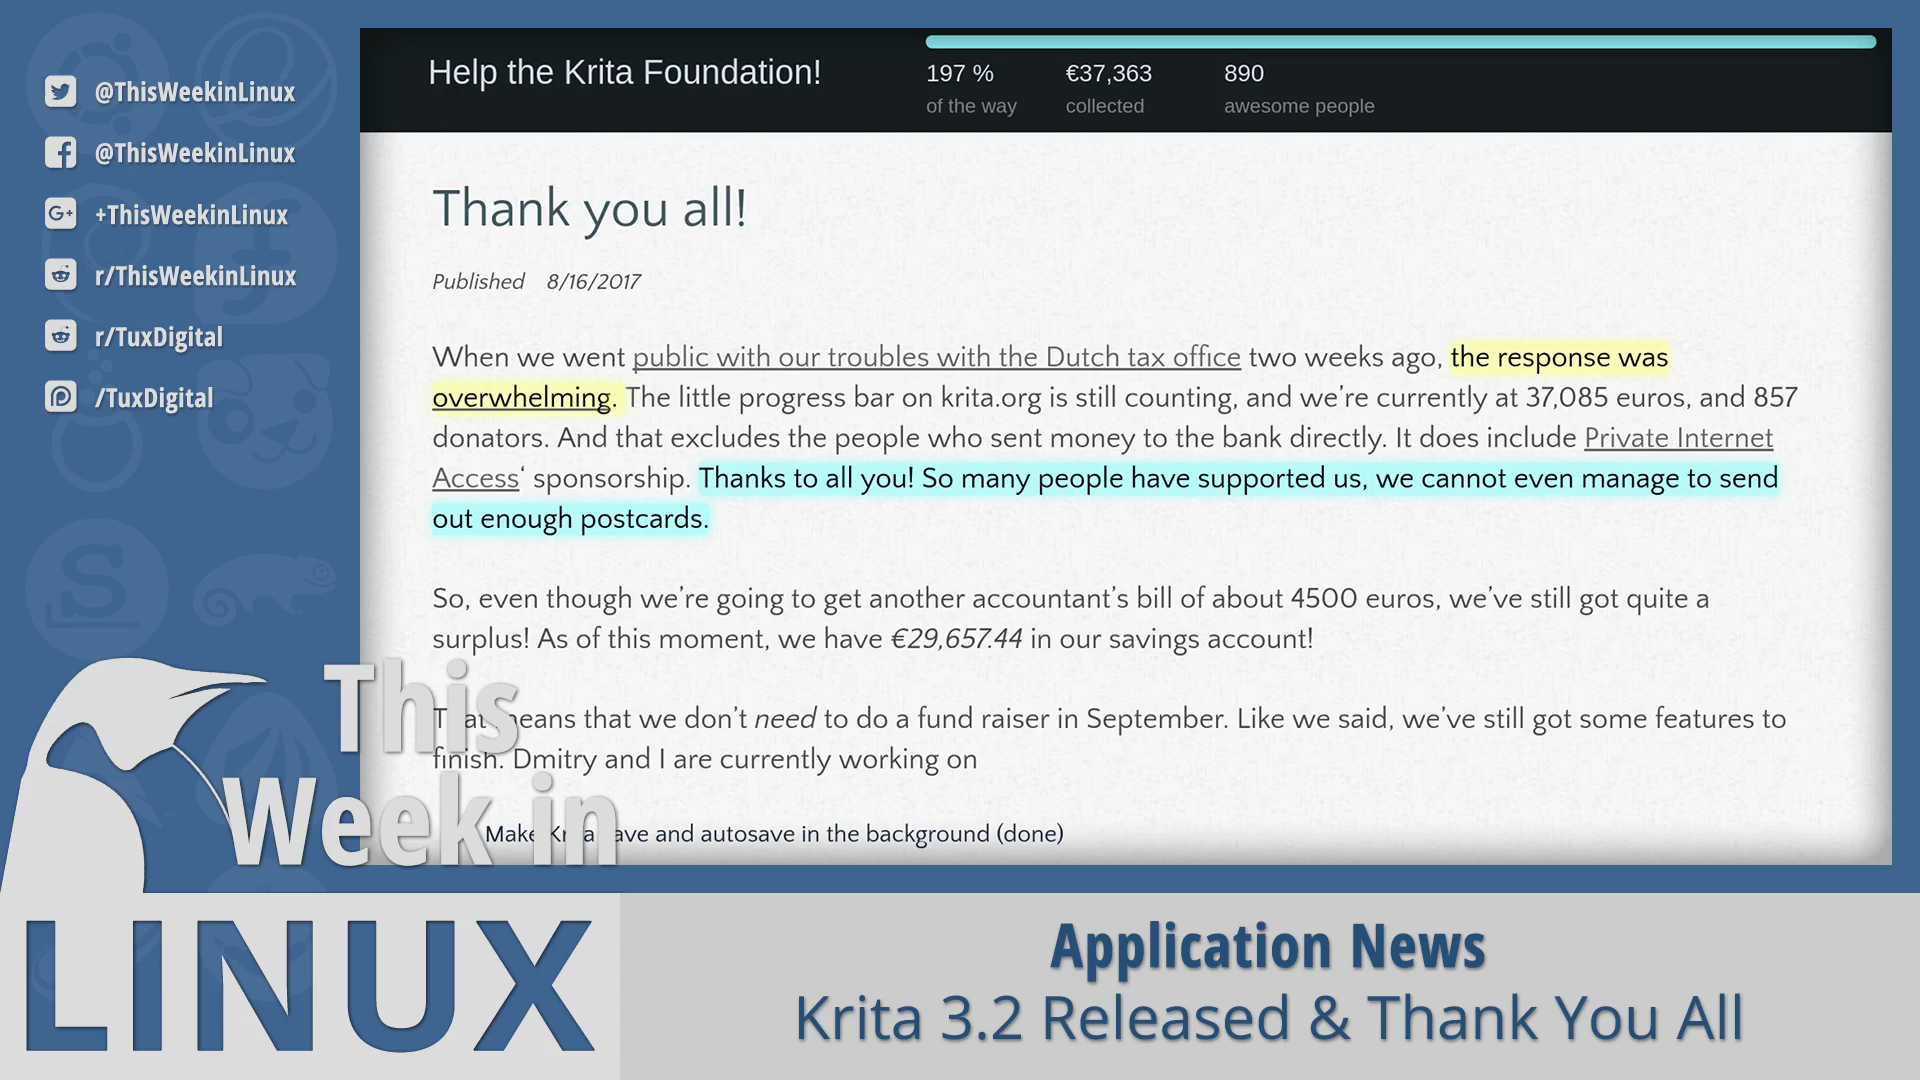 @ThisWeekinLinux
@ThisWeekinLinux
+ThisWeekinLinux
r/ThisWeekinLinux
r/TuxDigital
/TuxDigital
Help the Krita Foundation!
197 %
of the way
€37,363
collected
890
awesome people
Thank you all!
Published 8/16/2017
When we went public with our troubles with the Dutch tax office two weeks ago, the response was
overwhelming. The little progress bar on krita.org is still counting, and we’re currently at 37,085 euros, and 857
donators. And that excludes the people who sent money to the bank directly. It does include Private Internet
Access‘ sponsorship. Thanks to all you! So many people have supported us, we cannot even manage to send
out enough postcards.
So, even though we’re going to get another accountant’s bill of about 4500 euros, we’ve still got quite a
surplus! As of this moment, we have €29,657.44 in our savings account!
means that we don’t need to do a fund raiser in September. Like we said, we’ve still got some features to
finish. Dmitry and I are currently working on
Make Krita save and autosave in the background (done)
This
Week in
LINUX
Application News
Krita 3.2 Released & Thank You All